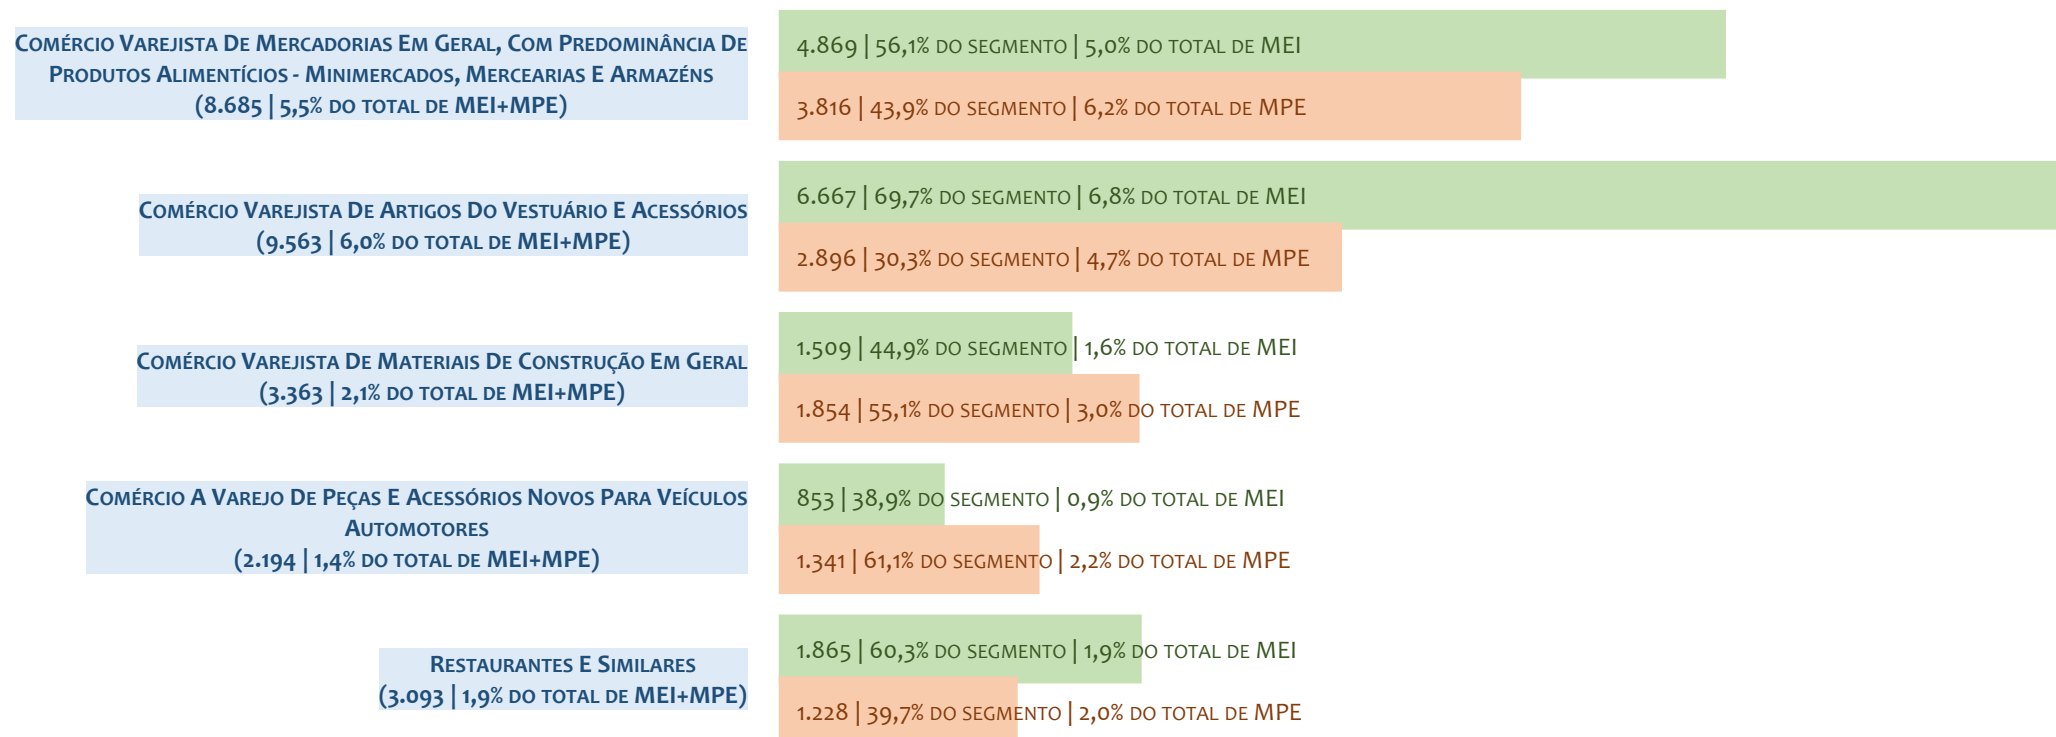 Comércio Varejista De Mercadorias Em Geral, Com Predominância De
Produtos Alimentícios - Minimercados, Mercearias E Armazéns
(8.685 | 5,5% do total de MEI+MPE)
4.869 | 56,1% do segmento | 5,0% do total de MEI
3.816 | 43,9% do segmento | 6,2% do total de MPE
Comércio Varejista De Artigos Do Vestuário E Acessórios
(9.563 | 6,0% do total de MEI+MPE)
6.667 | 69,7% do segmento | 6,8% do total de MEI
2.896 | 30,3% do segmento | 4,7% do total de MPE
Comércio Varejista De Materiais De Construção Em Geral
(3.363 | 2,1% do total de MEI+MPE)
1.509 | 44,9% do segmento | 1,6% do total de MEI
1.854 | 55,1% do segmento | 3,0% do total de MPE
Comércio A Varejo De Peças E Acessórios Novos Para Veículos
Automotores
(2.194 | 1,4% do total de MEI+MPE)
853 | 38,9% do segmento | 0,9% do total de MEI
1.341 | 61,1% do segmento | 2,2% do total de MPE
Restaurantes E Similares
(3.093 | 1,9% do total de MEI+MPE)
1.865 | 60,3% do segmento | 1,9% do total de MEI
1.228 | 39,7% do segmento | 2,0% do total de MPE